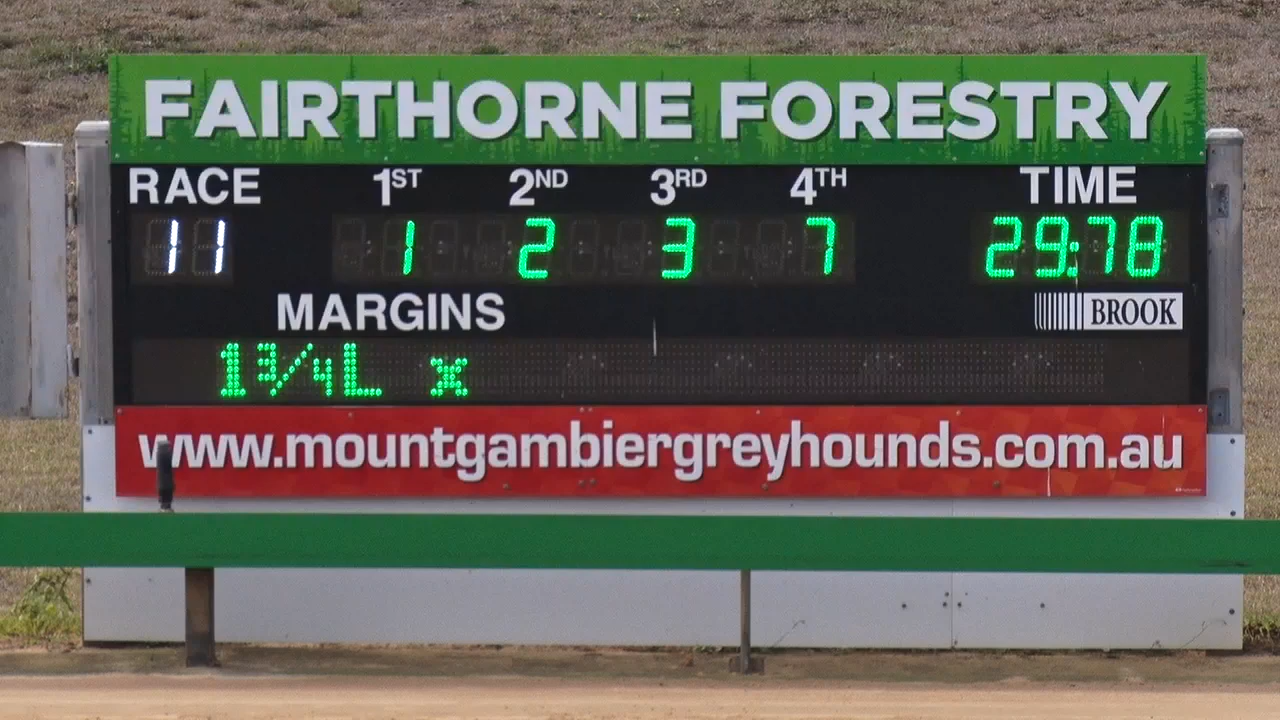 FAIRTHORNE FORESTRY
RACE 1ST 2ND 3RD 4TH TIME
11 1 2 3 7 29:78
MARGINS BROOK
1¾L x
www.mountgambiergreyhounds.com.au